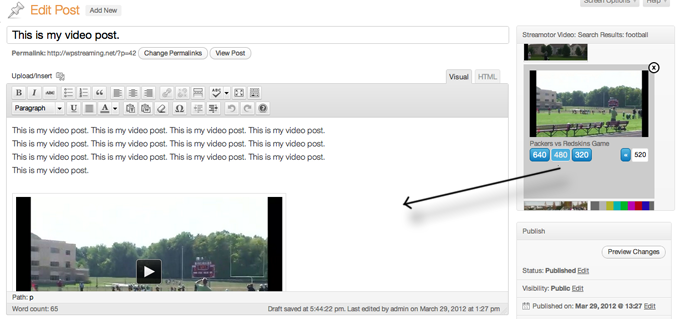 Edit Post Add New
Screen Options Help
This is my video post.
Permalink: http://wpstreaming.net/?p=42 Change Permalinks View Post
Upload/Insert
Visual HTML
B I ABC
Paragraph U A Ω
This is my video post. This is my video post. This is my video post. This is my video post.
This is my video post. This is my video post. This is my video post. This is my video post.
This is my video post. This is my video post. This is my video post. This is my video post.
This is my video post.
Path: p
Word count: 65 Draft saved at 5:44:22 pm. Last edited by admin on March 29, 2012 at 1:27 pm
Streamotor Video: Search Results: football
x
Packers vs Redskins Game
640 480 320 520
Publish
Preview Changes
Status: Published Edit
Visibility: Public Edit
Published on: Mar 29, 2012 @ 13:27 Edit